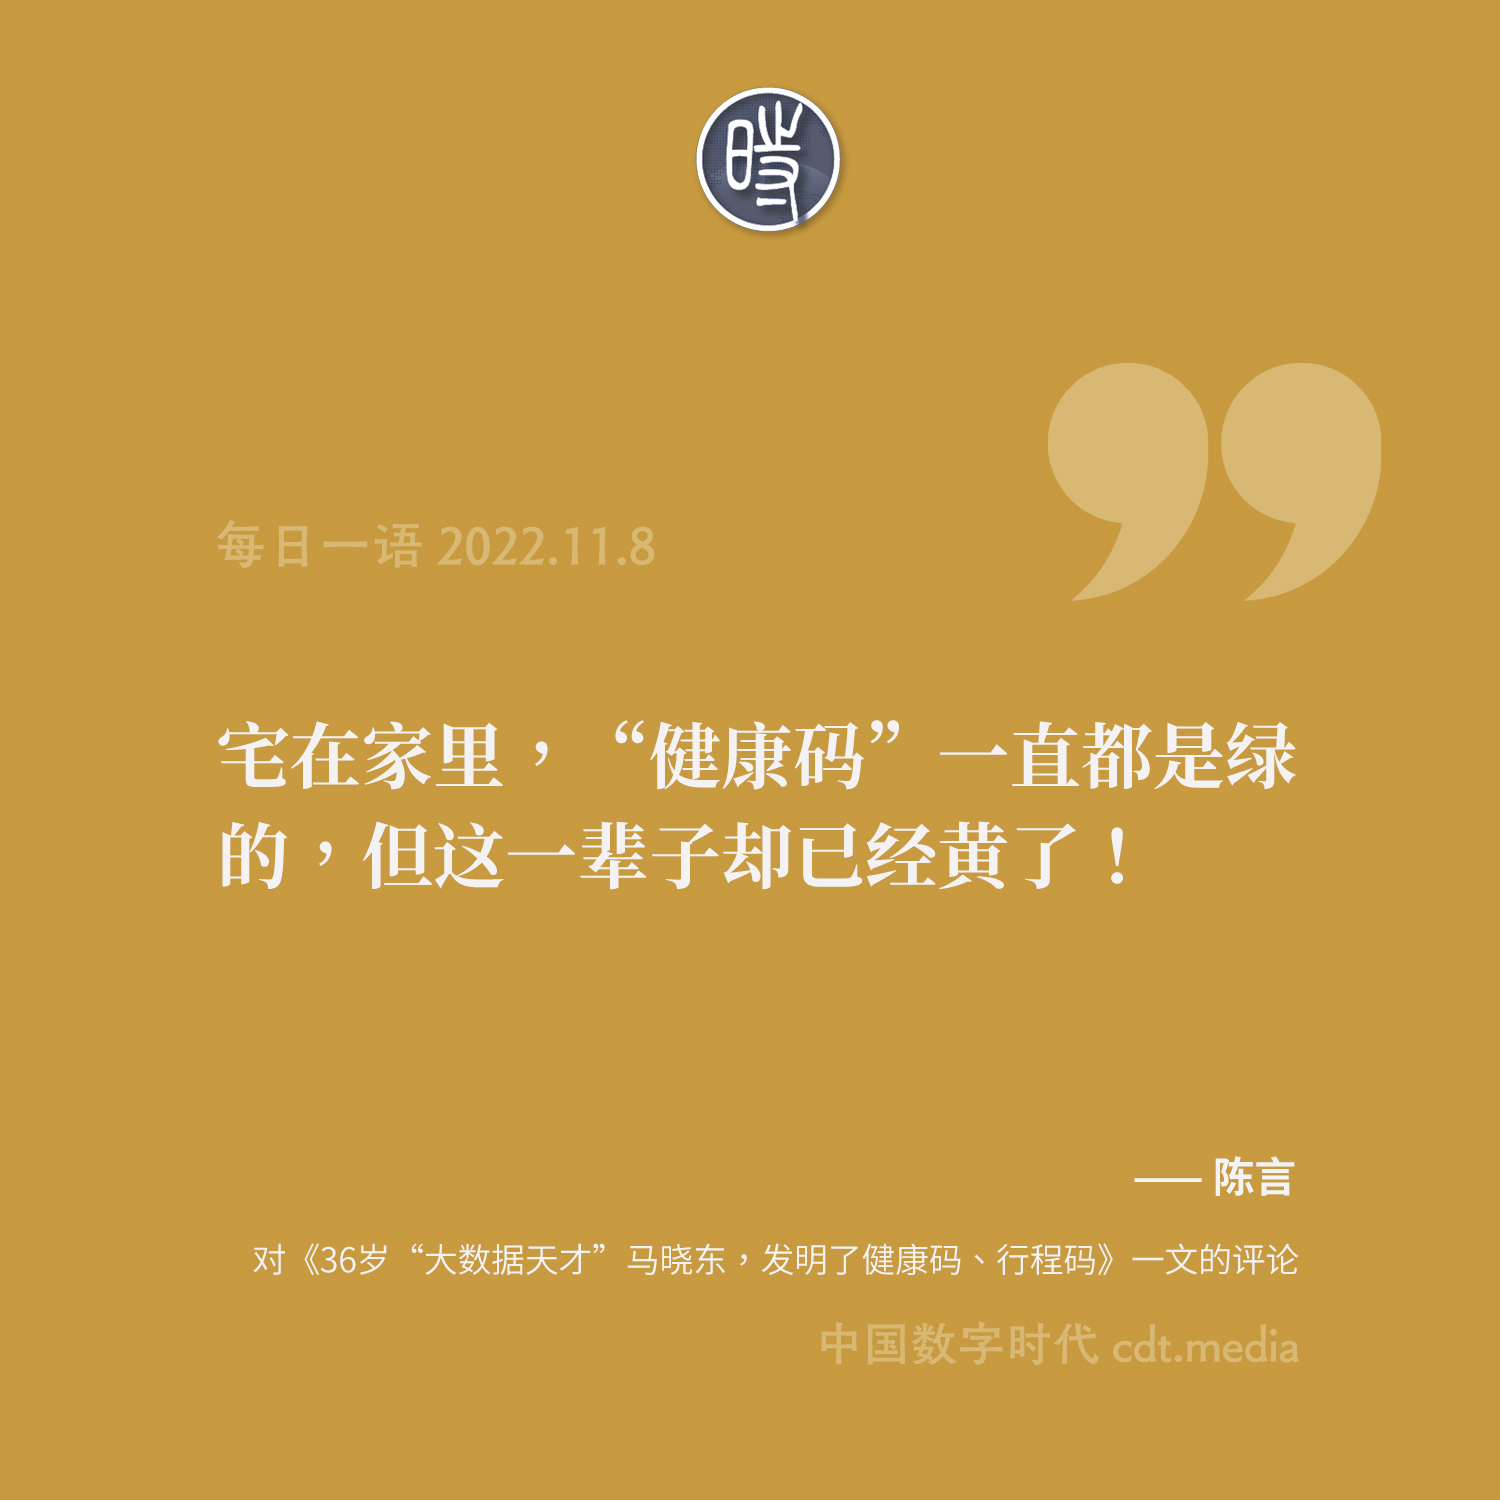 時
每日一语 2022.11.8
宅在家里，“健康码”一直都是绿
的，但这一辈子却已经黄了！
—— 陈言
对《36岁“大数据天才”马晓东，发明了健康码、行程码》一文的评论
中国数字时代 cdt.media